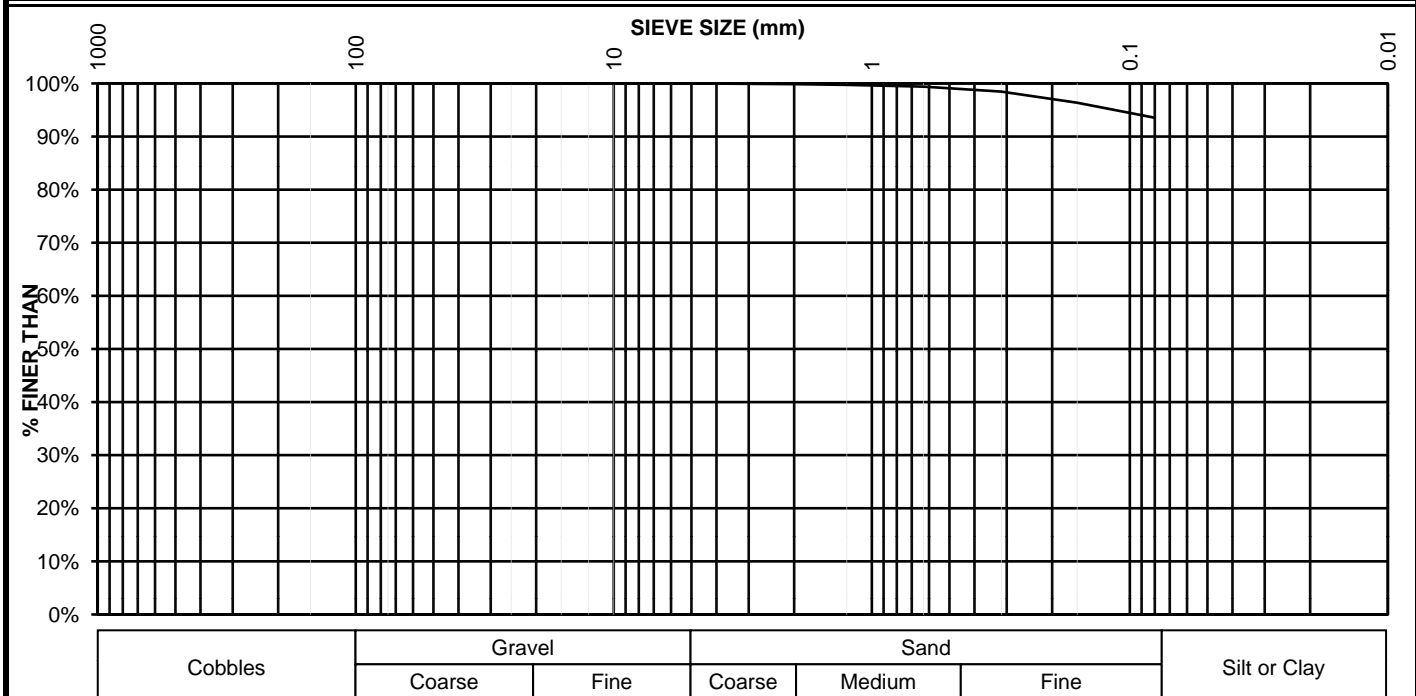 SIEVE SIZE (mm)
1000 100 10 1 0.1 0.01
% FINER THAN
100%
90%
80%
70%
60%
50%
40%
30%
20%
10%
0%
Cobbles Gravel Sand Silt or Clay
Coarse Fine Coarse Medium Fine